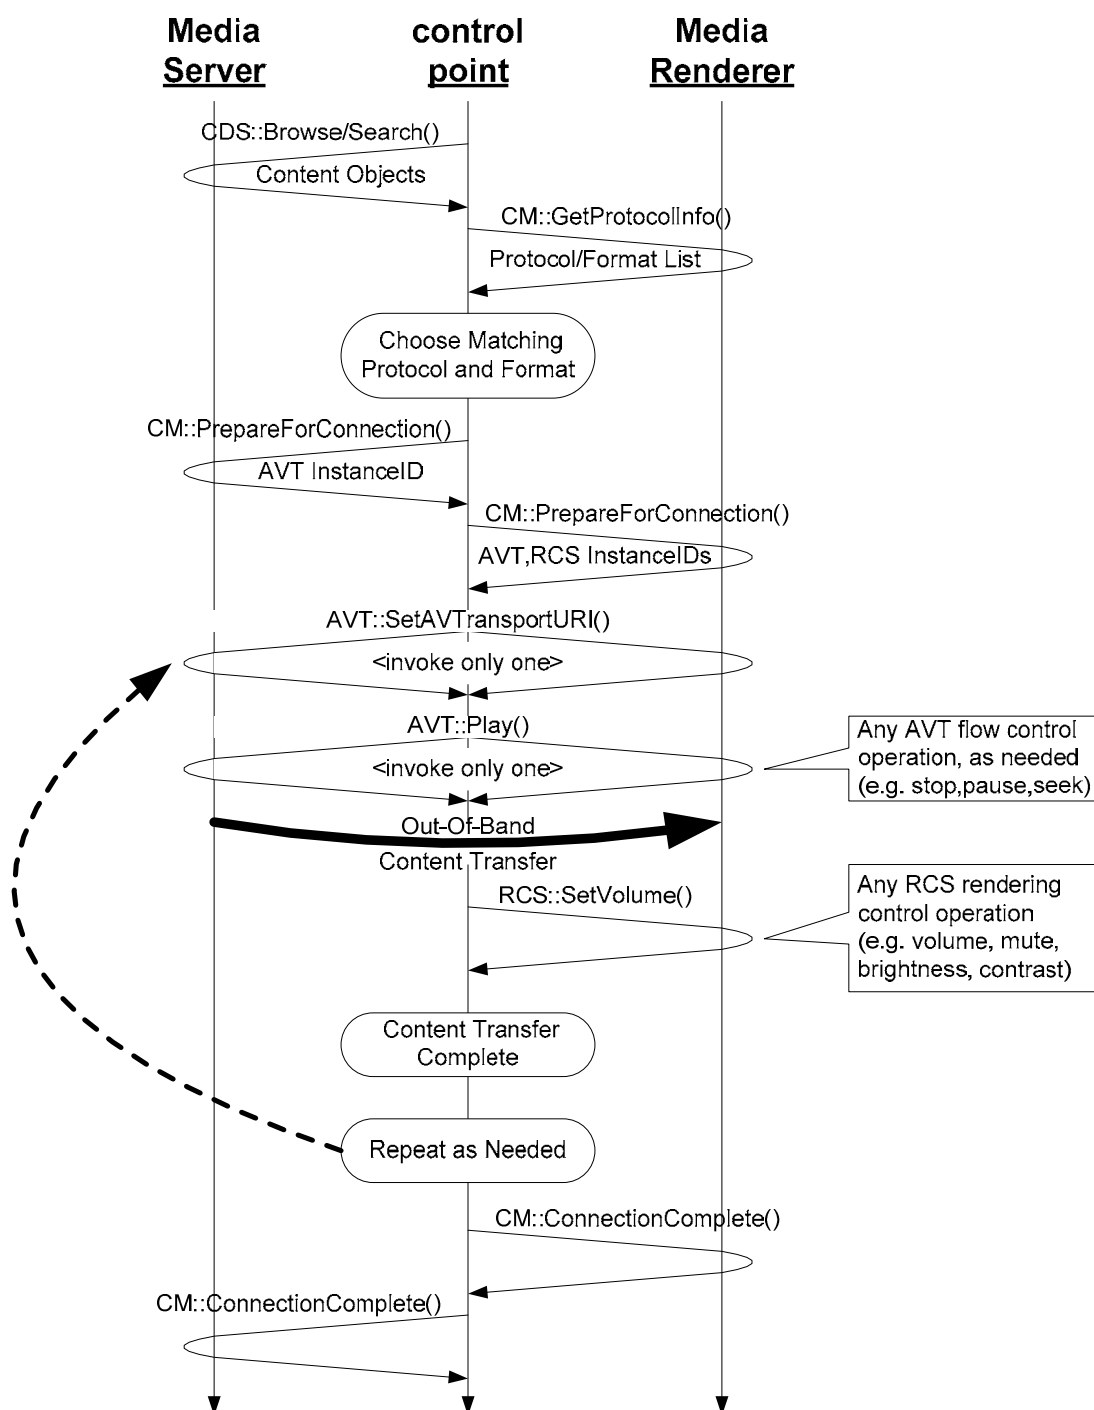 Media
Server
control
point
Media
Renderer
CDS::Browse/Search()
Content Objects
CM::GetProtocolInfo()
Protocol/Format List
Choose Matching
Protocol and Format
CM::PrepareForConnection()
AVT InstanceID
CM::PrepareForConnection()
AVT,RCS InstanceIDs
AVT::SetAVTransportURI()
<invoke only one>
AVT::Play()
<invoke only one>
Any AVT flow control
operation, as needed
(e.g. stop,pause,seek)
Out-Of-Band
Content Transfer
RCS::SetVolume()
Any RCS rendering
control operation
(e.g. volume, mute,
brightness, contrast)
Content Transfer
Complete
Repeat as Needed
CM::ConnectionComplete()
CM::ConnectionComplete()